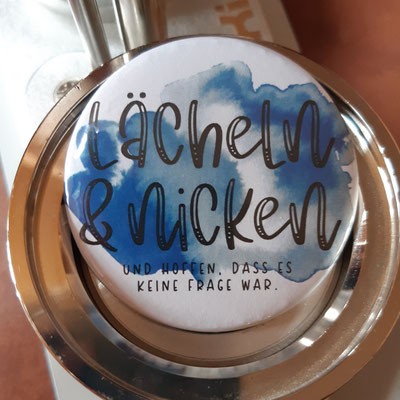 Lächeln
& nicken
UND HOFFEN, DASS ES
KEINE FRAGE WAR.